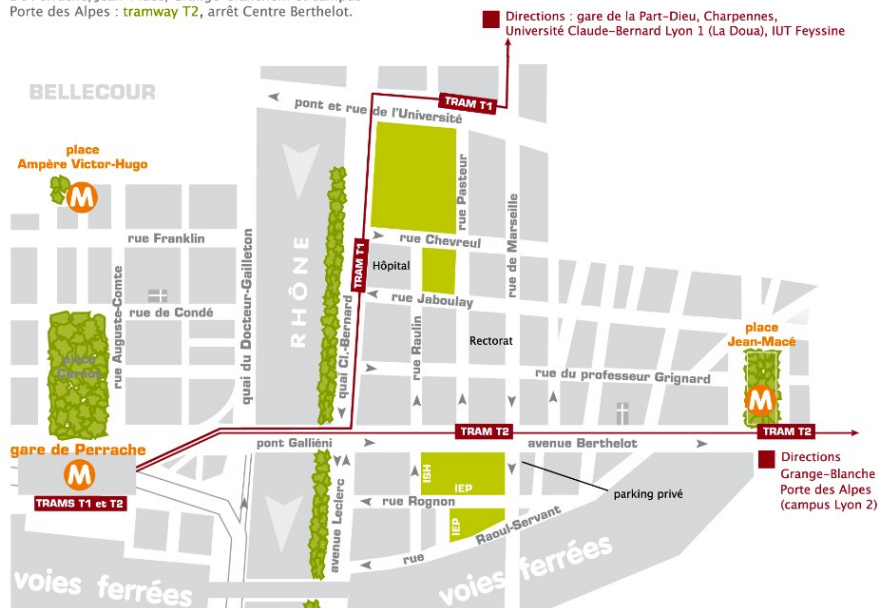 Porte des Alpes : tramway T2, arrêt Centre Berthelot.
Directions : gare de la Part-Dieu, Charpennes,
Université Claude-Bernard Lyon 1 (La Doua), IUT Feyssine
BELLECOUR
TRAM T1
pont et rue de l'Université
place
Ampère Victor-Hugo
M
rue Pasteur
rue de Marseille
rue Franklin
rue Chevreul
quai du Docteur-Gailleton
RHÔNE
TRAM T1
Hôpital
rue Auguste-Comte
rue de Condé
rue Jaboulay
quai Cl.-Bernard
rue Raulin
Rectorat
place
Jean-Macé
place
Carnot
rue du professeur Grignard
M
gare de Perrache
pont Galliéni
TRAM T2
avenue Berthelot
TRAM T2
M
TRAMS T1 et T2
Directions
Grange-Blanche
Porte des Alpes
(campus Lyon 2)
ISH
IEP
parking privé
avenue Leclerc
rue Rognon
IEP
rue Raoul-Servant
voies ferrées
voies ferrées